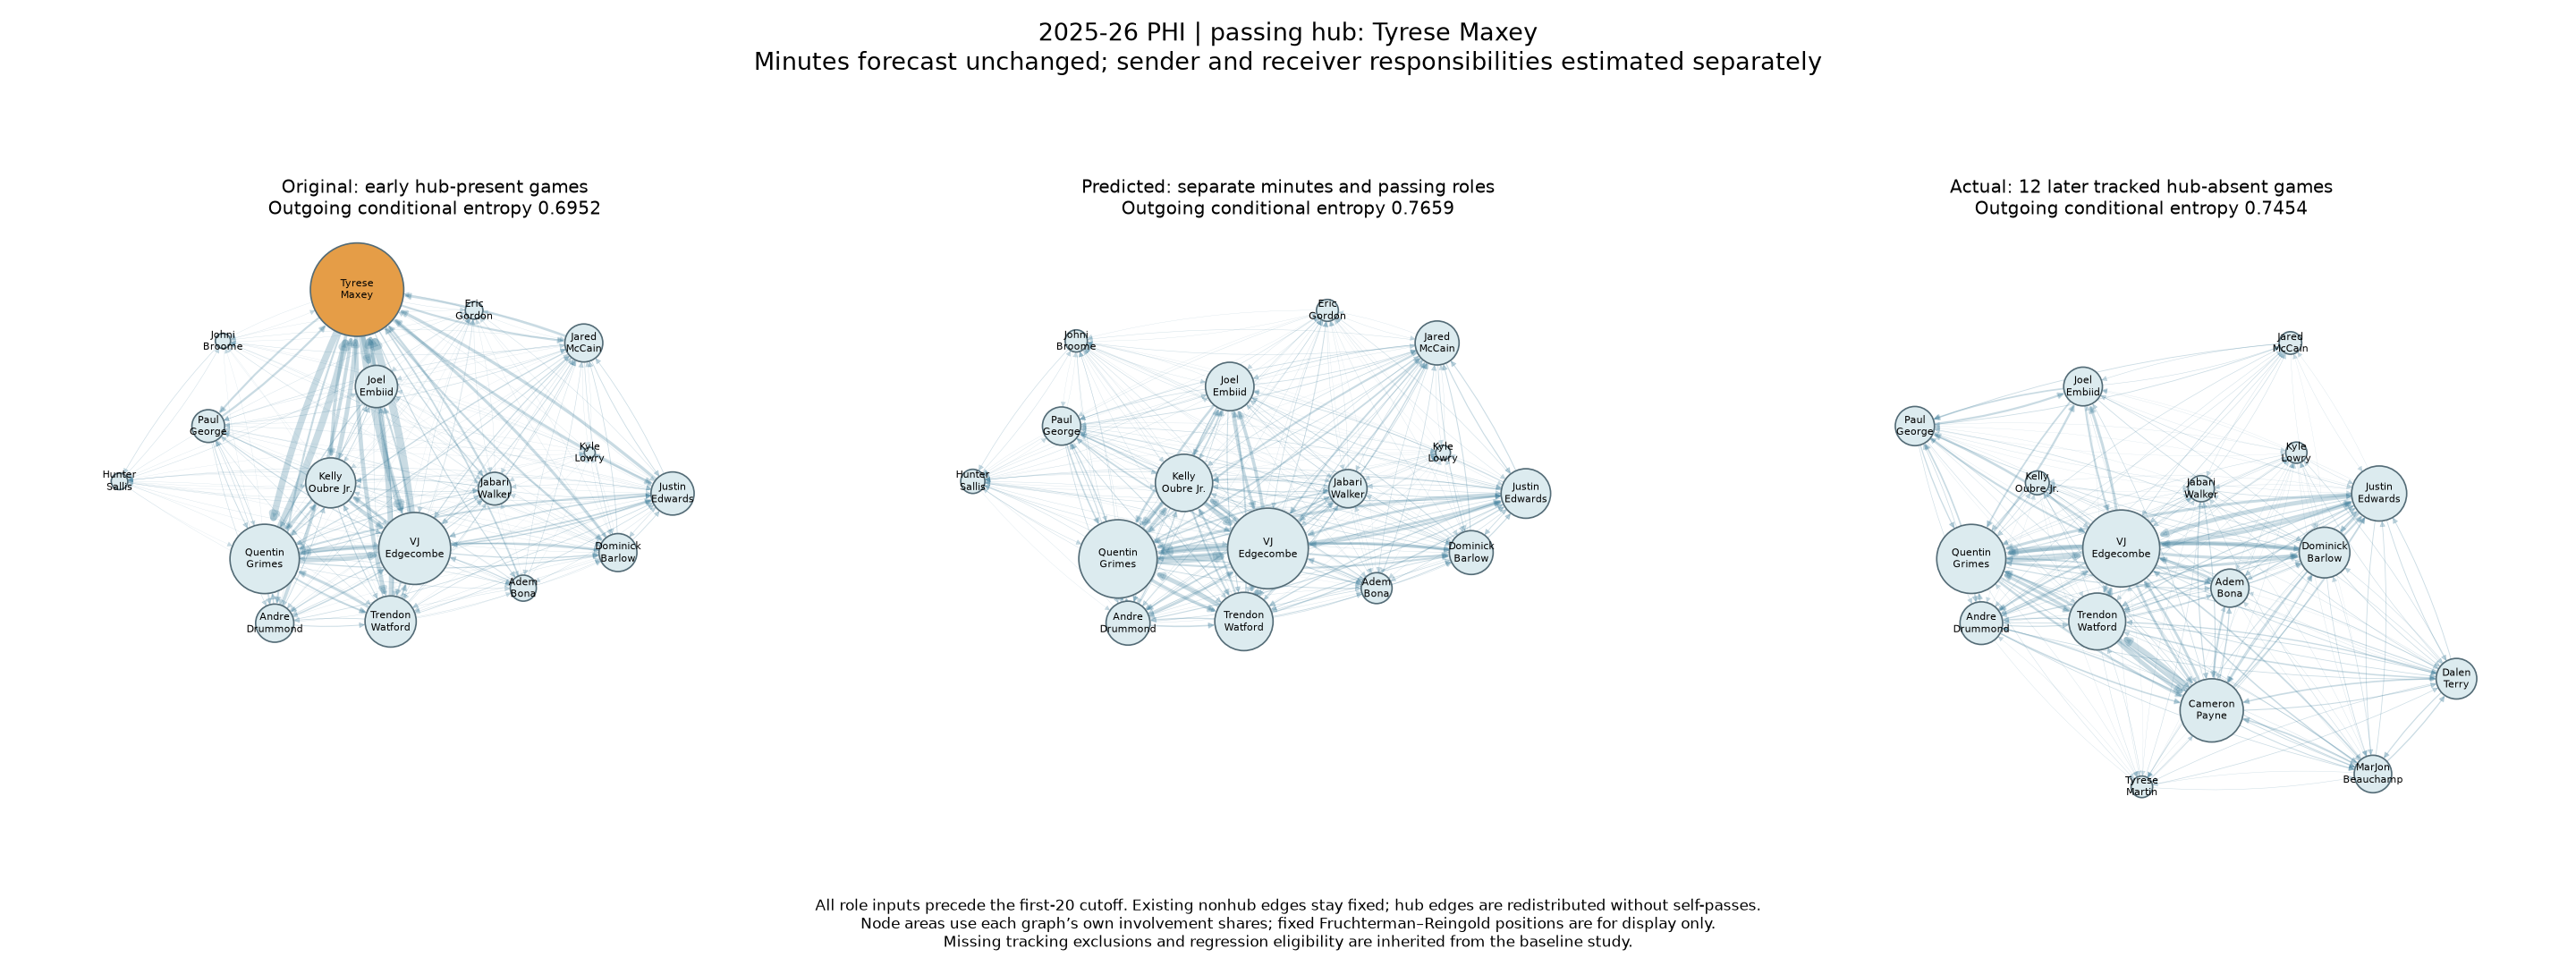 2025-26 PHI | passing hub: Tyrese Maxey
Minutes forecast unchanged; sender and receiver responsibilities estimated separately
Original: early hub-present games
Outgoing conditional entropy 0.6952
Tyrese
Maxey
Eric
Gordon
Johni
Broome
Jared
McCain
Joel
Embiid
Paul
George
Kyle
Lowry
Hunter
Sallis
Kelly
Oubre Jr.
Jabari
Walker
Justin
Edwards
Quentin
Grimes
VJ
Edgecombe
Dominick
Barlow
Adem
Bona
Andre
Drummond
Trendon
Watford
Predicted: separate minutes and passing roles
Outgoing conditional entropy 0.7659
Eric
Gordon
Johni
Broome
Jared
McCain
Joel
Embiid
Paul
George
Kyle
Lowry
Hunter
Sallis
Kelly
Oubre Jr.
Jabari
Walker
Justin
Edwards
Quentin
Grimes
VJ
Edgecombe
Dominick
Barlow
Adem
Bona
Andre
Drummond
Trendon
Watford
Actual: 12 later tracked hub-absent games
Outgoing conditional entropy 0.7454
Jared
McCain
Joel
Embiid
Paul
George
Kyle
Lowry
Kelly
Oubre Jr.
Jabari
Walker
Justin
Edwards
Quentin
Grimes
VJ
Edgecombe
Dominick
Barlow
Adem
Bona
Andre
Drummond
Trendon
Watford
Dalen
Terry
Cameron
Payne
MarJon
Beauchamp
Tyrese
Martin
All role inputs precede the first-20 cutoff. Existing nonhub edges stay fixed; hub edges are redistributed without self-passes.
Node areas use each graph’s own involvement shares; fixed Fruchterman–Reingold positions are for display only.
Missing tracking exclusions and regression eligibility are inherited from the baseline study.